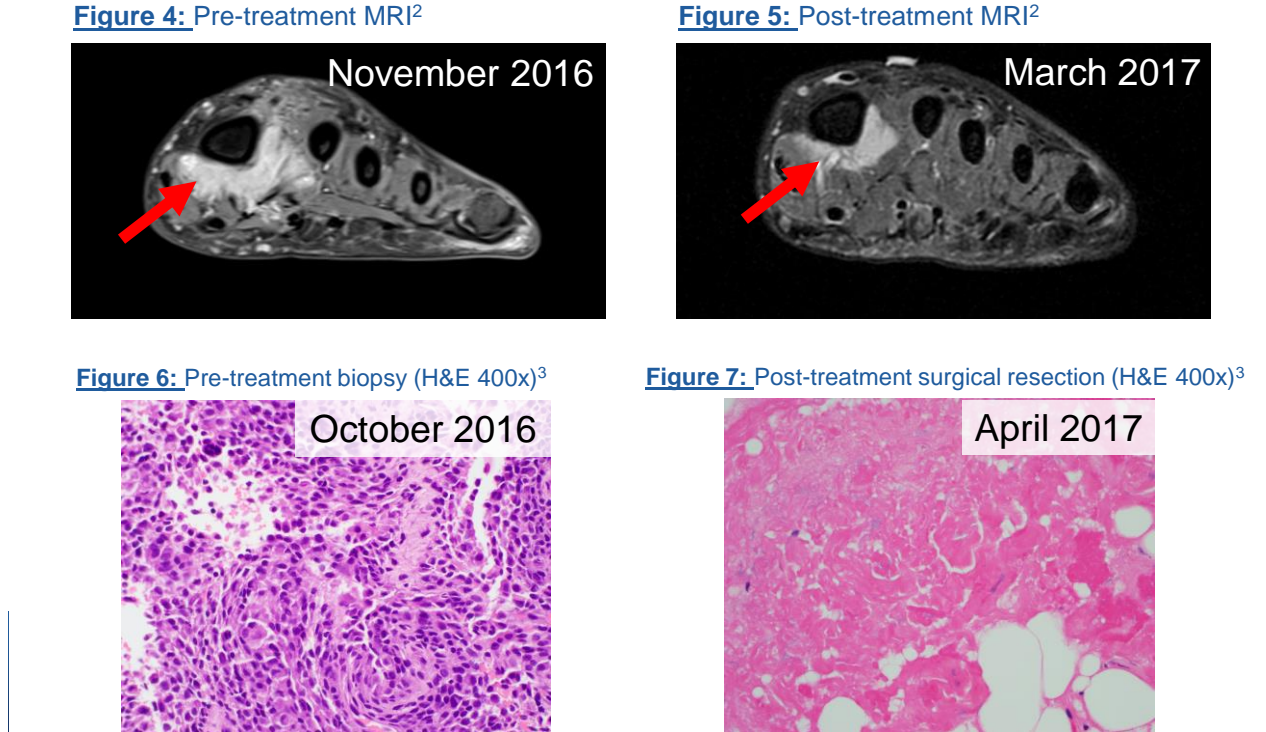 Figure 4: Pre-treatment MRI²
Figure 5: Post-treatment MRI²
November 2016
March 2017
Figure 6: Pre-treatment biopsy (H&E 400x)³
Figure 7: Post-treatment surgical resection (H&E 400x)³
October 2016
April 2017